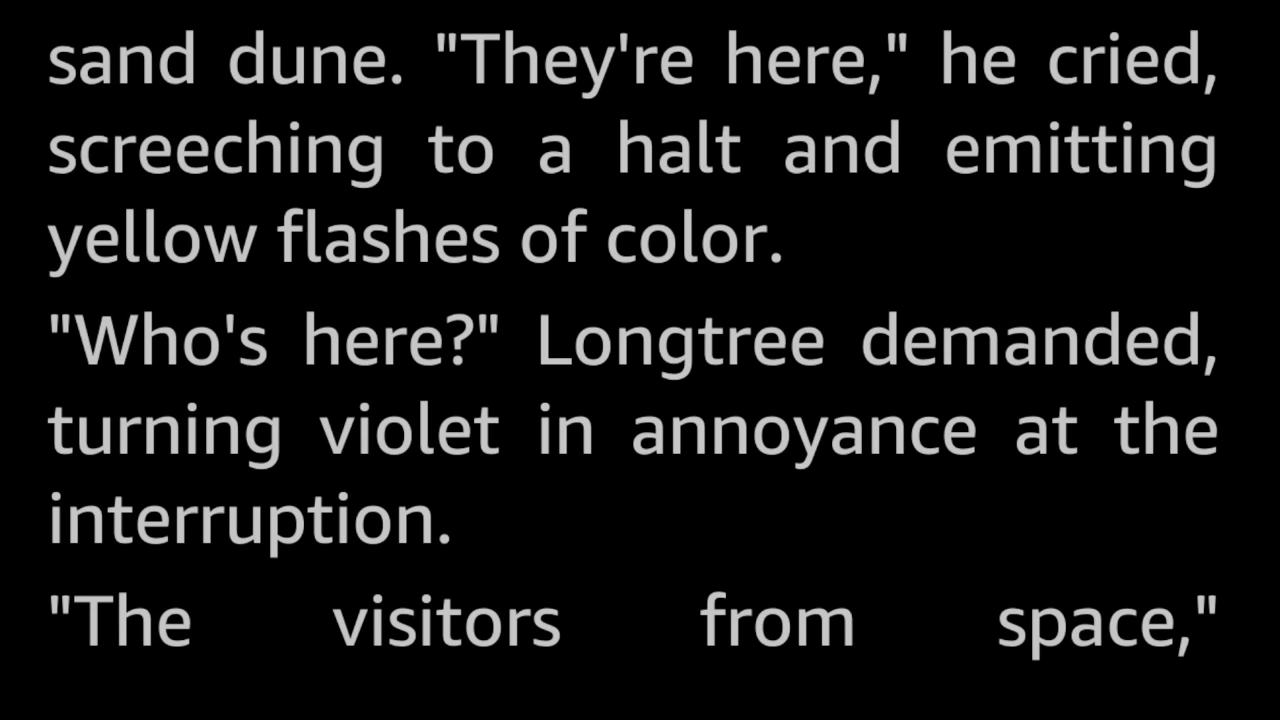 sand dune. "They're here," he cried,
screeching to a halt and emitting
yellow flashes of color.
"Who's here?" Longtree demanded,
turning violet in annoyance at the
interruption.
"The visitors from space,"